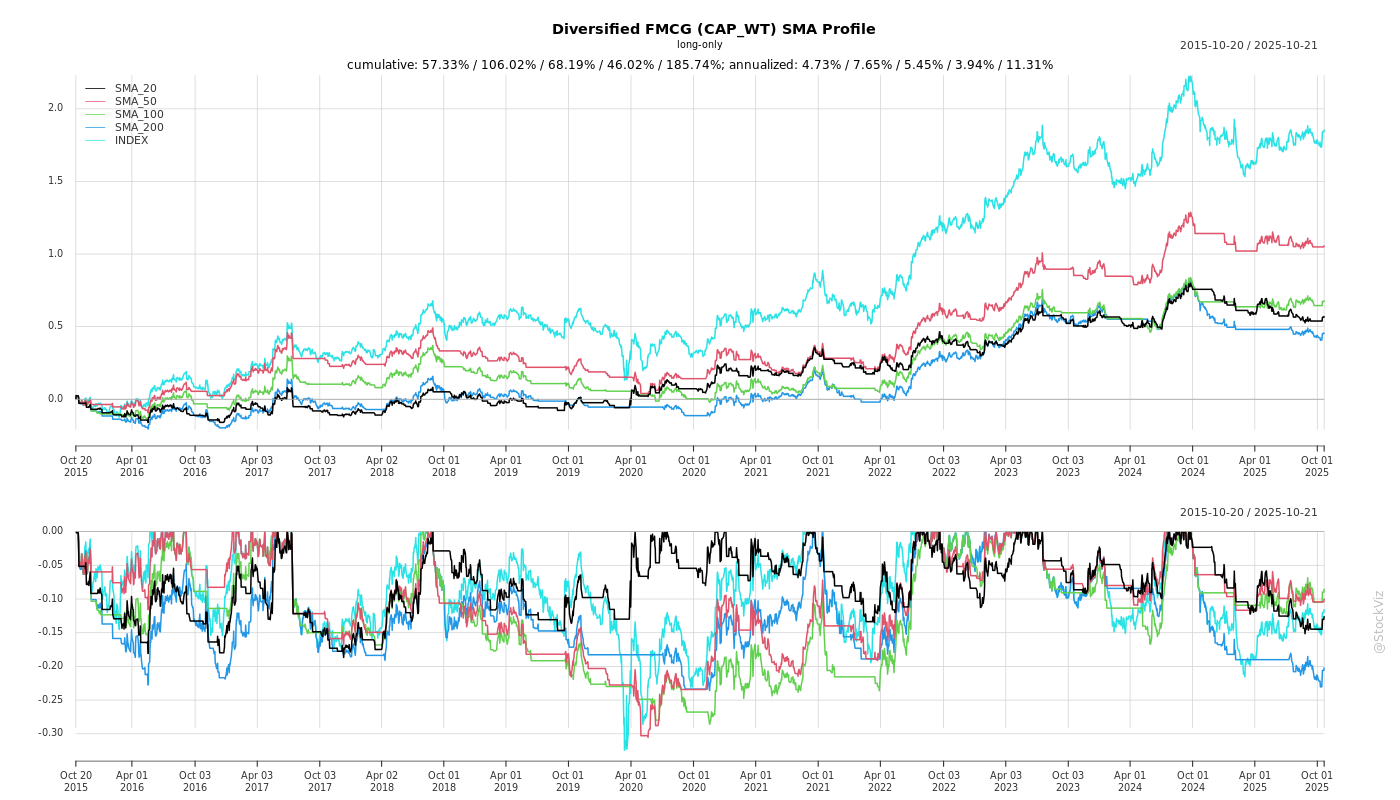 Diversified FMCG (CAP_WT) SMA Profile
long-only
2015-10-20 / 2025-10-21
cumulative: 57.33% / 106.02% / 68.19% / 46.02% / 185.74%; annualized: 4.73% / 7.65% / 5.45% / 3.94% / 11.31%
SMA_20
SMA_50
SMA_100
SMA_200
INDEX
2.0
1.5
1.0
0.5
0.0
Oct 20 Apr 01 Oct 03 Apr 03 Oct 03 Apr 02 Oct 01 Apr 01 Oct 01 Apr 01 Oct 01 Apr 01 Oct 01 Apr 01 Oct 03 Apr 03 Oct 03 Apr 01 Oct 01 Apr 01 Oct 01
2015 2016 2016 2017 2017 2018 2018 2019 2019 2020 2020 2021 2021 2022 2022 2023 2023 2024 2024 2025 2025
2015-10-20 / 2025-10-21
0.00
-0.05
-0.10
-0.15
-0.20
-0.25
-0.30
Oct 20 Apr 01 Oct 03 Apr 03 Oct 03 Apr 02 Oct 01 Apr 01 Oct 01 Apr 01 Oct 01 Apr 01 Oct 01 Apr 01 Oct 03 Apr 03 Oct 03 Apr 01 Oct 01 Apr 01 Oct 01
2015 2016 2016 2017 2017 2018 2018 2019 2019 2020 2020 2021 2021 2022 2022 2023 2023 2024 2024 2025 2025
@StockViz